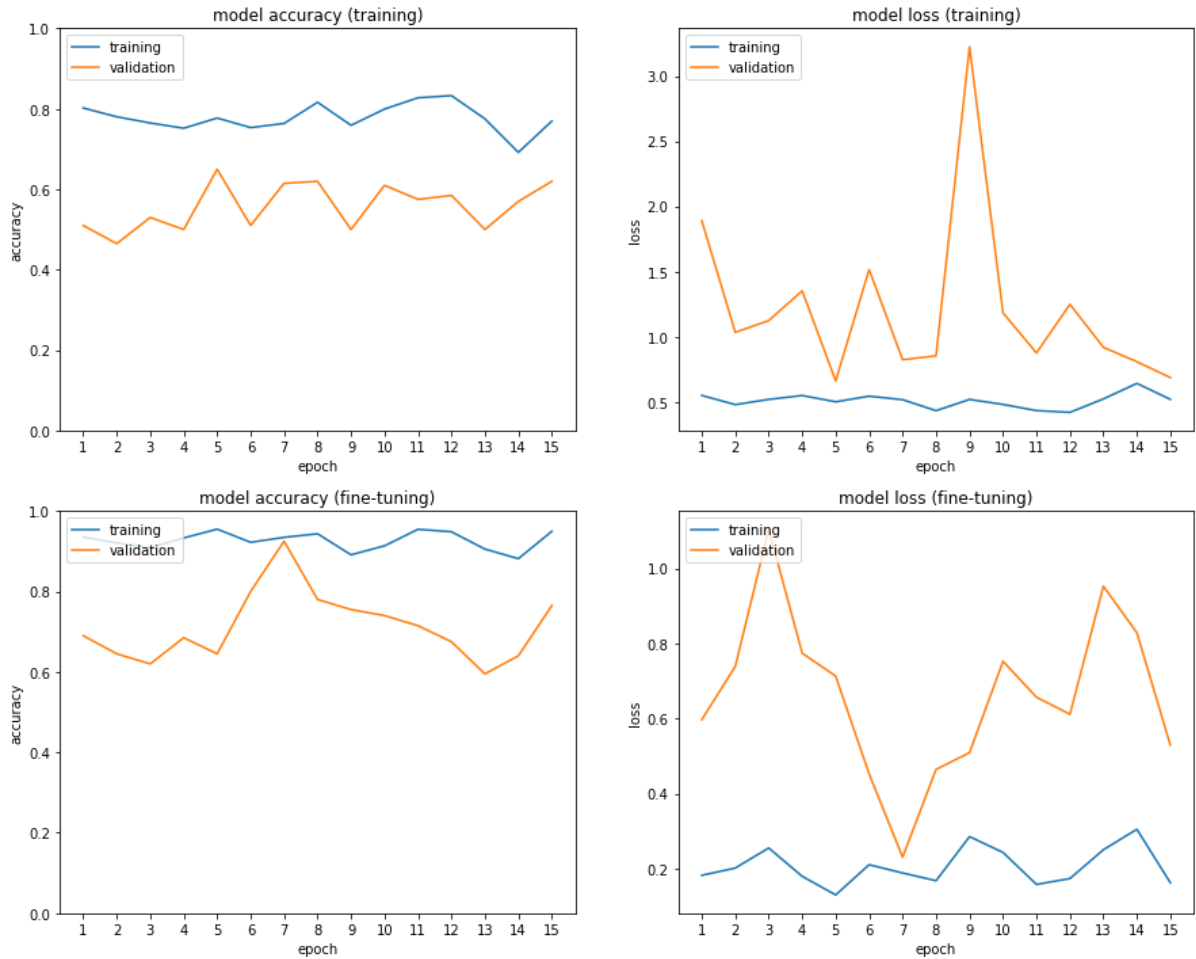 model accuracy (training)
training
validation
1.0
0.8
0.6
0.4
0.2
0.0
accuracy
1 2 3 4 5 6 7 8 9 10 11 12 13 14 15
epoch
model loss (training)
training
validation
3.0
2.5
2.0
1.5
1.0
0.5
loss
1 2 3 4 5 6 7 8 9 10 11 12 13 14 15
epoch
model accuracy (fine-tuning)
training
validation
1.0
0.8
0.6
0.4
0.2
0.0
accuracy
1 2 3 4 5 6 7 8 9 10 11 12 13 14 15
epoch
model loss (fine-tuning)
training
validation
1.0
0.8
0.6
0.4
0.2
loss
1 2 3 4 5 6 7 8 9 10 11 12 13 14 15
epoch